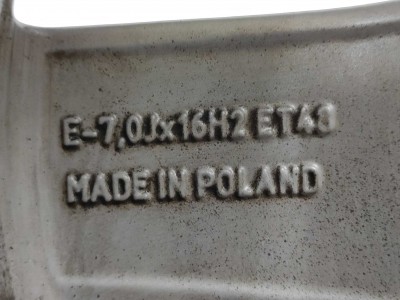 E-7,0Jx16H2 ET43
MADE IN POLAND